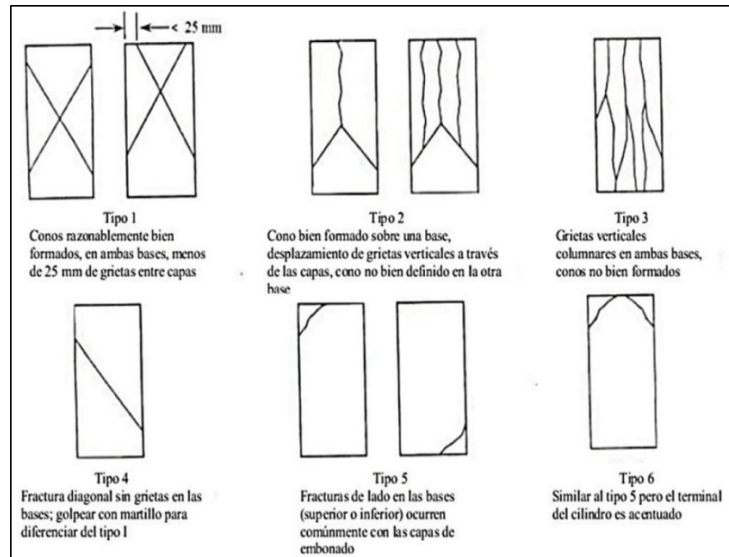 < 25 mm
Tipo 1
Conos razonablemente bien
formados, en ambas bases, menos
de 25 mm de grietas entre capas
Tipo 2
Cono bien formado sobre una base,
desplazamiento de grietas verticales a través
de las capas, cono no bien definido en la otra
base
Tipo 3
Grietas verticales
columnares en ambas bases,
conos no bien formados
Tipo 4
Fractura diagonal sin grietas en las
bases; golpear con martillo para
diferenciar del tipo I
Tipo 5
Fracturas de lado en las bases
(superior o inferior) ocurren
comúnmente con las capas de
embonado
Tipo 6
Similar al tipo 5 pero el terminal
del cilindro es acentuado